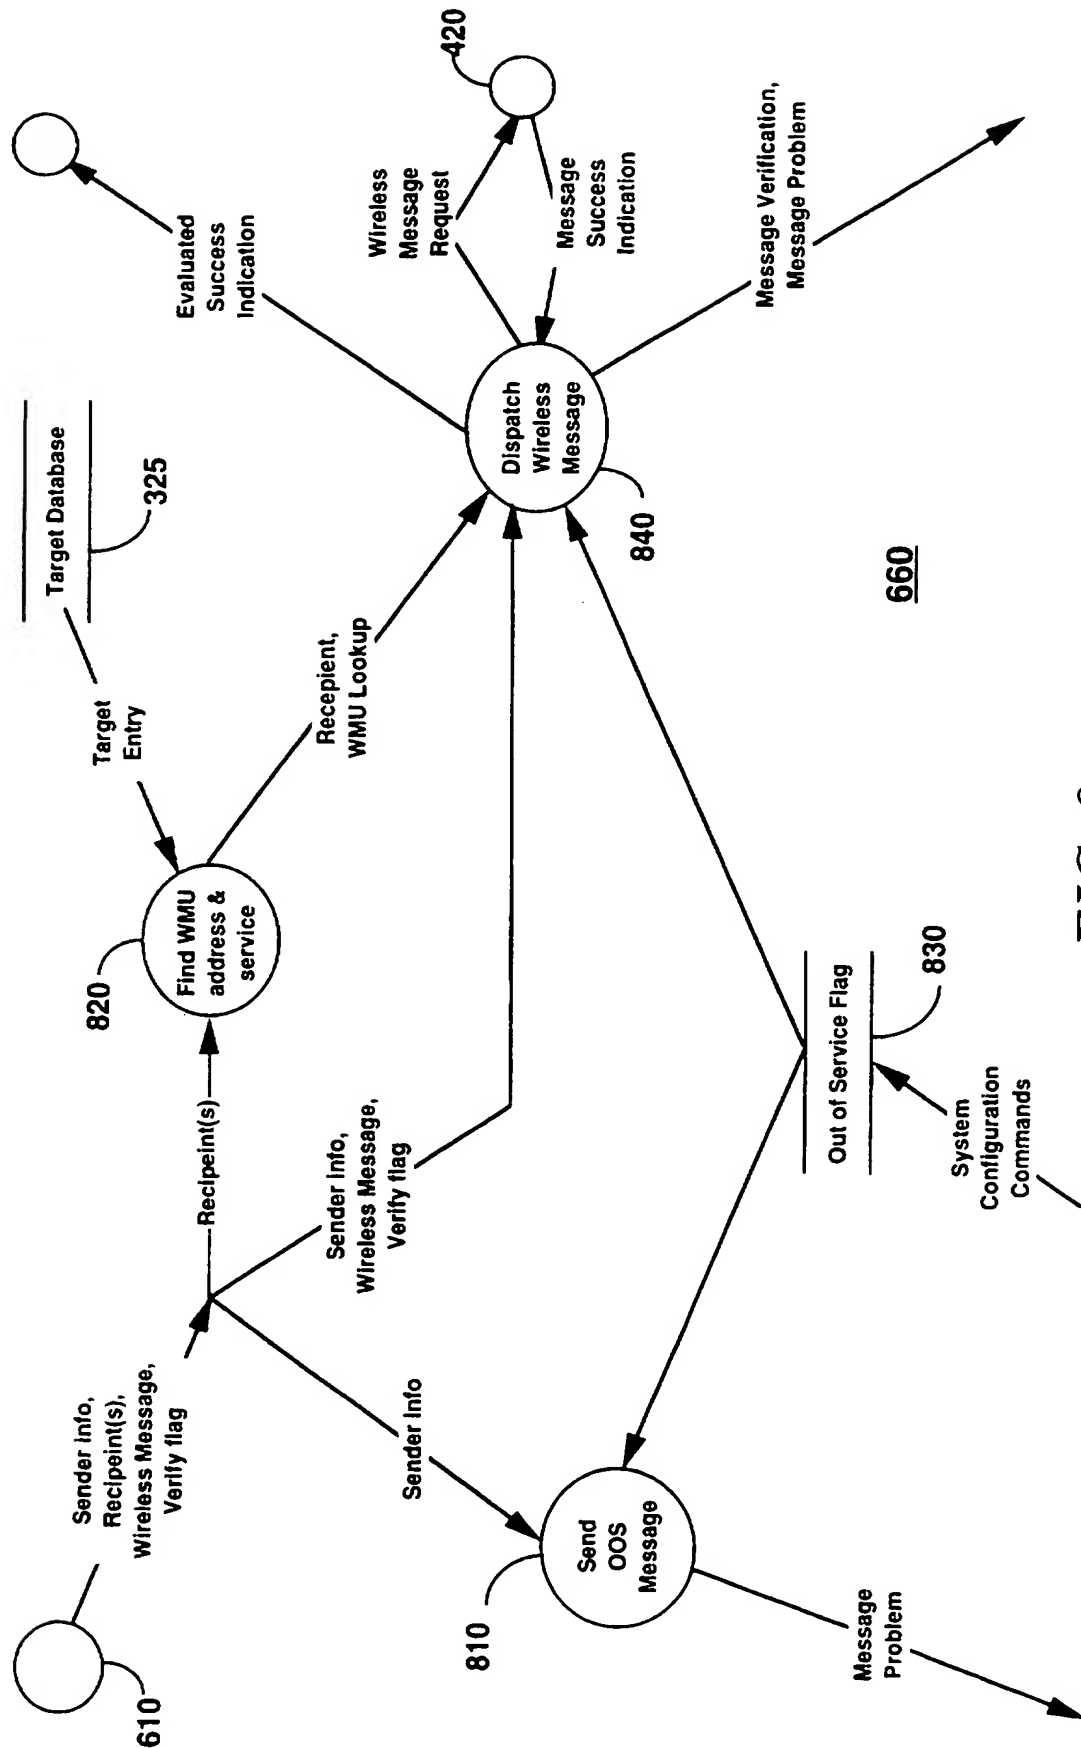 610
Sender Info,
Recipeint(s),
Wireless Message,
Verify flag
Recipeint(s)
820
Find WMU
address &
service
Target
Entry
Target Database
325
Evaluated
Success
Indication
Sender Info,
Wireless Message,
Verify flag
Recepient,
WMU Lookup
Wireless
Message
Request
420
Sender Info
810
Send
OOS
Message
Dispatch
Wireless
Message
840
Message
Success
Indication
Message Verification,
Message Problem
Out of Service Flag
830
660
Message
Problem
System
Configuration
Commands